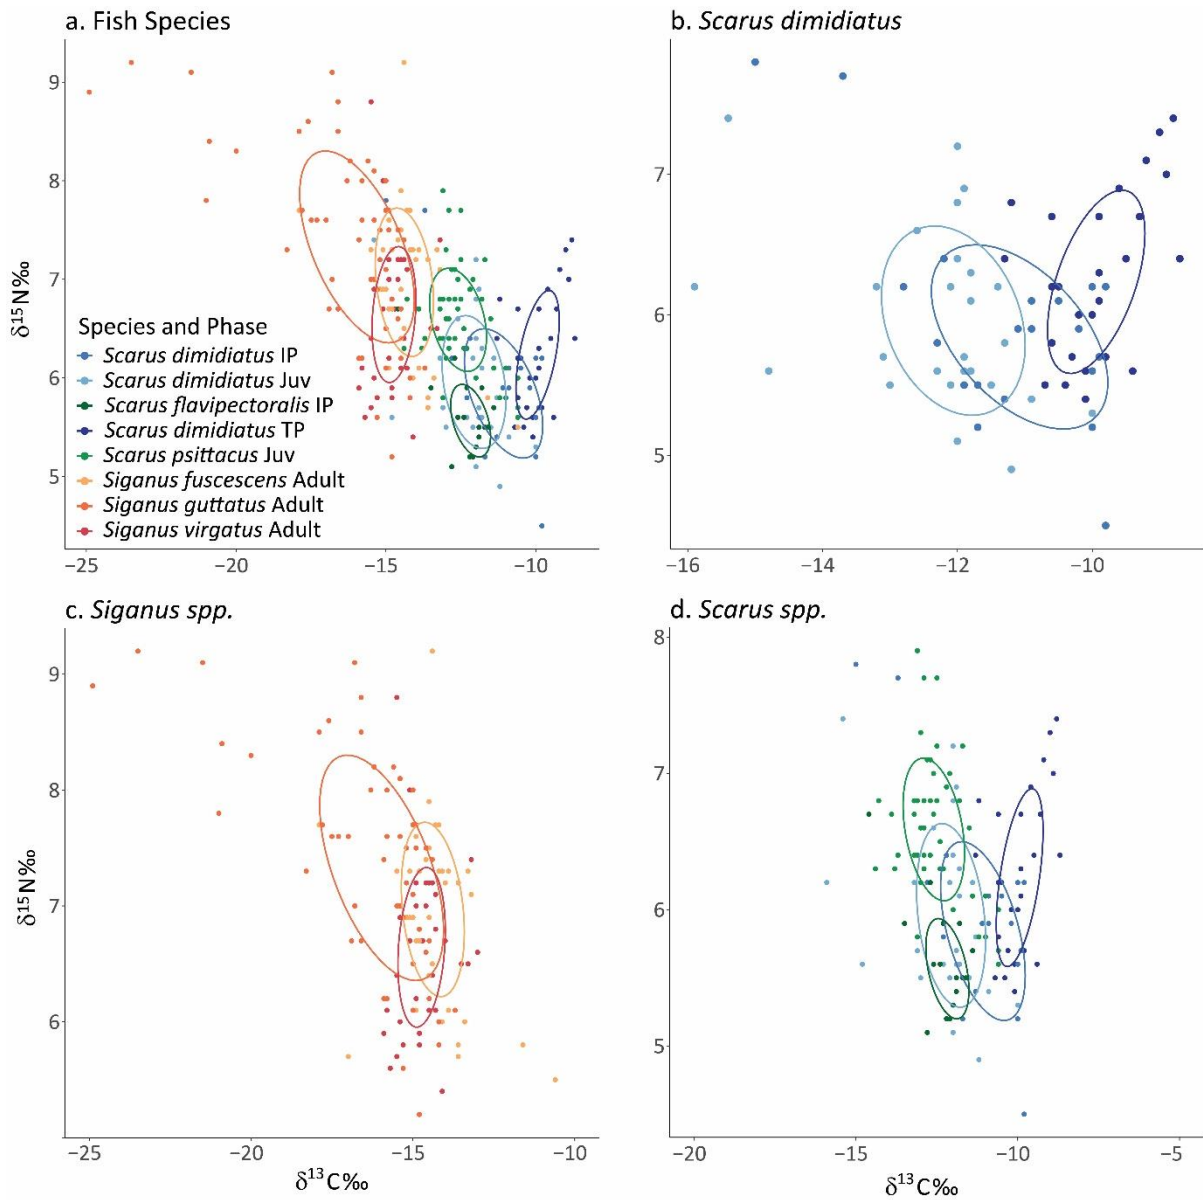 a. Fish Species
9
8
7
6
5
δ15N‰
Species and Phase
Scarus dimidiatus IP
Scarus dimidiatus Juv
Scarus flavipectoralis IP
Scarus dimidiatus TP
Scarus psittacus Juv
Siganus fuscescens Adult
Siganus guttatus Adult
Siganus virgatus Adult
−25 −20 −15 −10
b. Scarus dimidiatus
7
6
5
−16 −14 −12 −10
c. Siganus spp.
9
8
7
6
δ15N‰
−25 −20 −15 −10
δ13C‰
d. Scarus spp.
8
7
6
5
−20 −15 −10 −5
δ13C‰